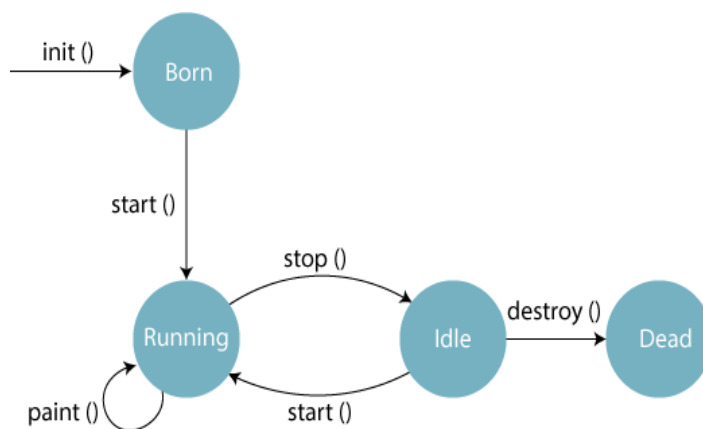 init ()
Born
start ()
stop ()
destroy ()
Running
Idle
Dead
paint ()
start ()